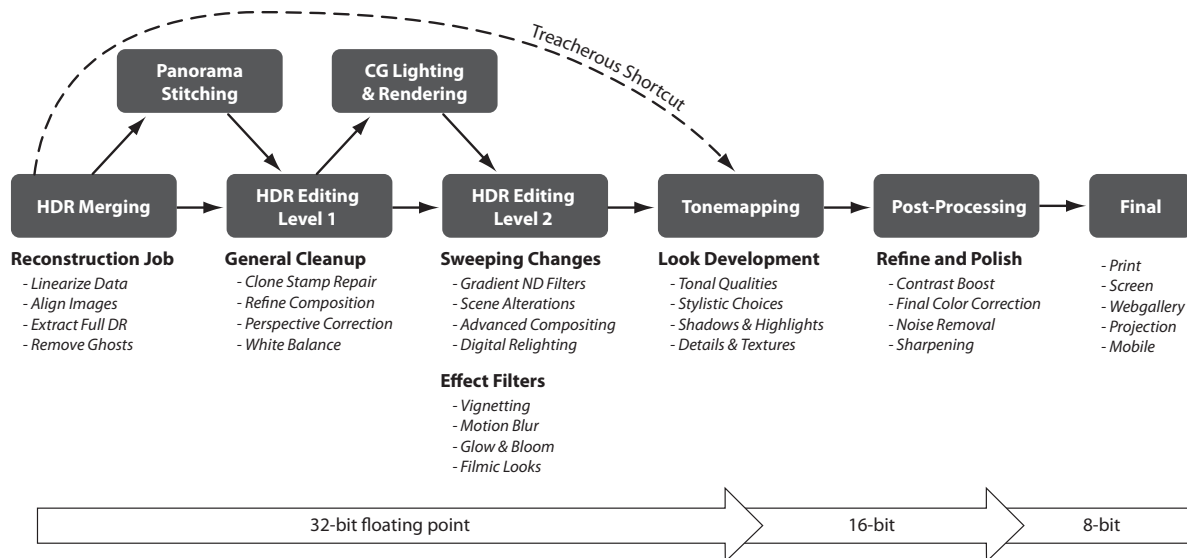 Treacherous Shortcut
Panorama
Stitching
CG Lighting
& Rendering
HDR Merging
HDR Editing
Level 1
HDR Editing
Level 2
Tonemapping
Post-Processing
Final
Reconstruction Job
- Linearize Data
- Align Images
- Extract Full DR
- Remove Ghosts
General Cleanup
- Clone Stamp Repair
- Refine Composition
- Perspective Correction
- White Balance
Sweeping Changes
- Gradient ND Filters
- Scene Alterations
- Advanced Compositing
- Digital Relighting
Effect Filters
- Vignetting
- Motion Blur
- Glow & Bloom
- Filmic Looks
Look Development
- Tonal Qualities
- Stylistic Choices
- Shadows & Highlights
- Details & Textures
Refine and Polish
- Contrast Boost
- Final Color Correction
- Noise Removal
- Sharpening
- Print
- Screen
- Webgallery
- Projection
- Mobile
32-bit floating point
16-bit
8-bit